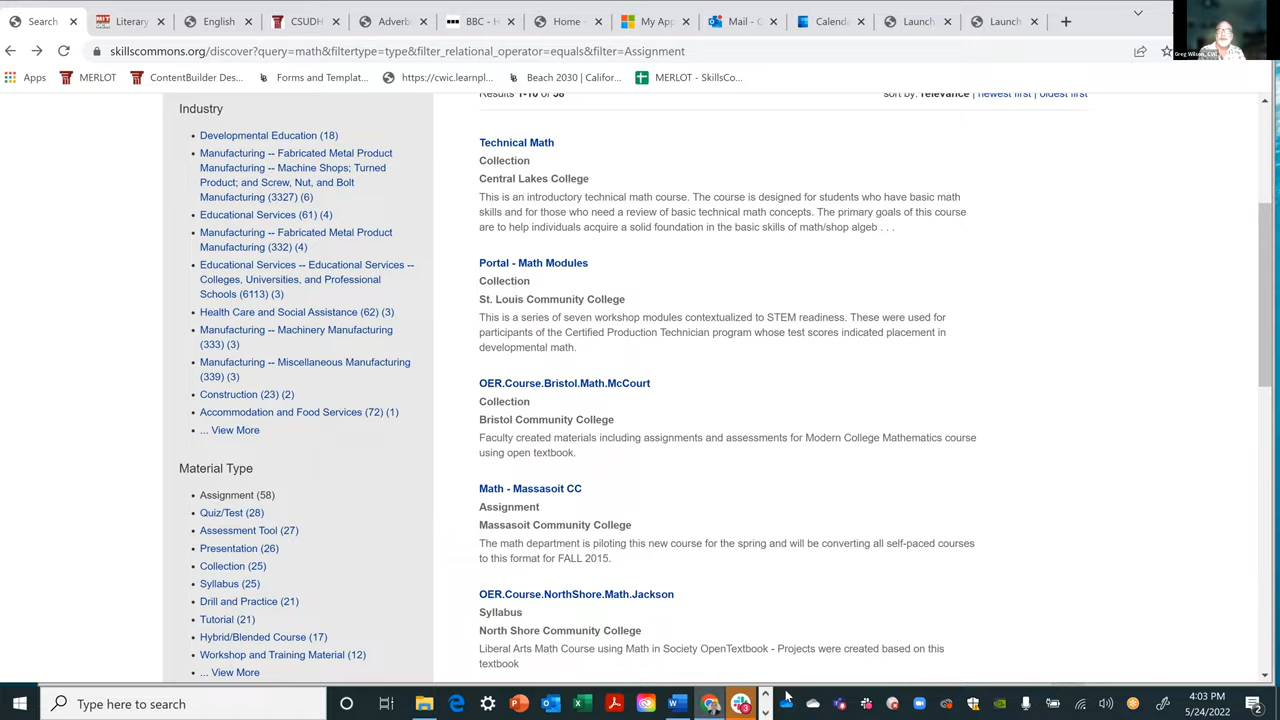 Search
Literary
English
CSUDH
Adverb
BBC - H
Home -
My App
Mail - G
Calenda
Launch
Launch
skillscommons.org/discover?query=math&filtertype=type&filter_relational_operator=equals&filter=Assignment
Greg Wilson, CVC
Apps
MERLOT
ContentBuilder Des...
Forms and Templat...
https://cvic.learnpl...
Beach 2030 | Califor...
MERLOT - SkillsCo...
Results 1-10 of 58
sort by: relevance | newest first | oldest first
Industry
Developmental Education (18)
Manufacturing -- Fabricated Metal Product
Manufacturing -- Machine Shops; Turned
Product; and Screw, Nut, and Bolt
Manufacturing (3327) (6)
Educational Services (61) (4)
Manufacturing -- Fabricated Metal Product
Manufacturing (332) (4)
Educational Services -- Educational Services --
Colleges, Universities, and Professional
Schools (6113) (3)
Health Care and Social Assistance (62) (3)
Manufacturing -- Machinery Manufacturing
(333) (3)
Manufacturing -- Miscellaneous Manufacturing
(339) (3)
Construction (23) (2)
Accommodation and Food Services (72) (1)
... View More
Material Type
Assignment (58)
Quiz/Test (28)
Assessment Tool (27)
Presentation (26)
Collection (25)
Syllabus (25)
Drill and Practice (21)
Tutorial (21)
Hybrid/Blended Course (17)
Workshop and Training Material (12)
... View More
Technical Math
Collection
Central Lakes College
This is an introductory technical math course. The course is designed for students who have basic math
skills and for those who need a review of basic technical math concepts. The primary goals of this course
are to help individuals acquire a solid foundation in the basic skills of math/shop algeb . . .
Portal - Math Modules
Collection
St. Louis Community College
This is a series of seven workshop modules contextualized to STEM readiness. These were used for
participants of the Certified Production Technician program whose test scores indicated placement in
developmental math.
OER.Course.Bristol.Math.McCourt
Collection
Bristol Community College
Faculty created materials including assignments and assessments for Modern College Mathematics course
using open textbook.
Math - Massasoit CC
Assignment
Massasoit Community College
The math department is piloting this new course for the spring and will be converting all self-paced courses
to this format for FALL 2015.
OER.Course.NorthShore.Math.Jackson
Syllabus
North Shore Community College
Liberal Arts Math Course using Math in Society OpenTextbook - Projects were created based on this
textbook
Type here to search
4:03 PM
5/24/2022